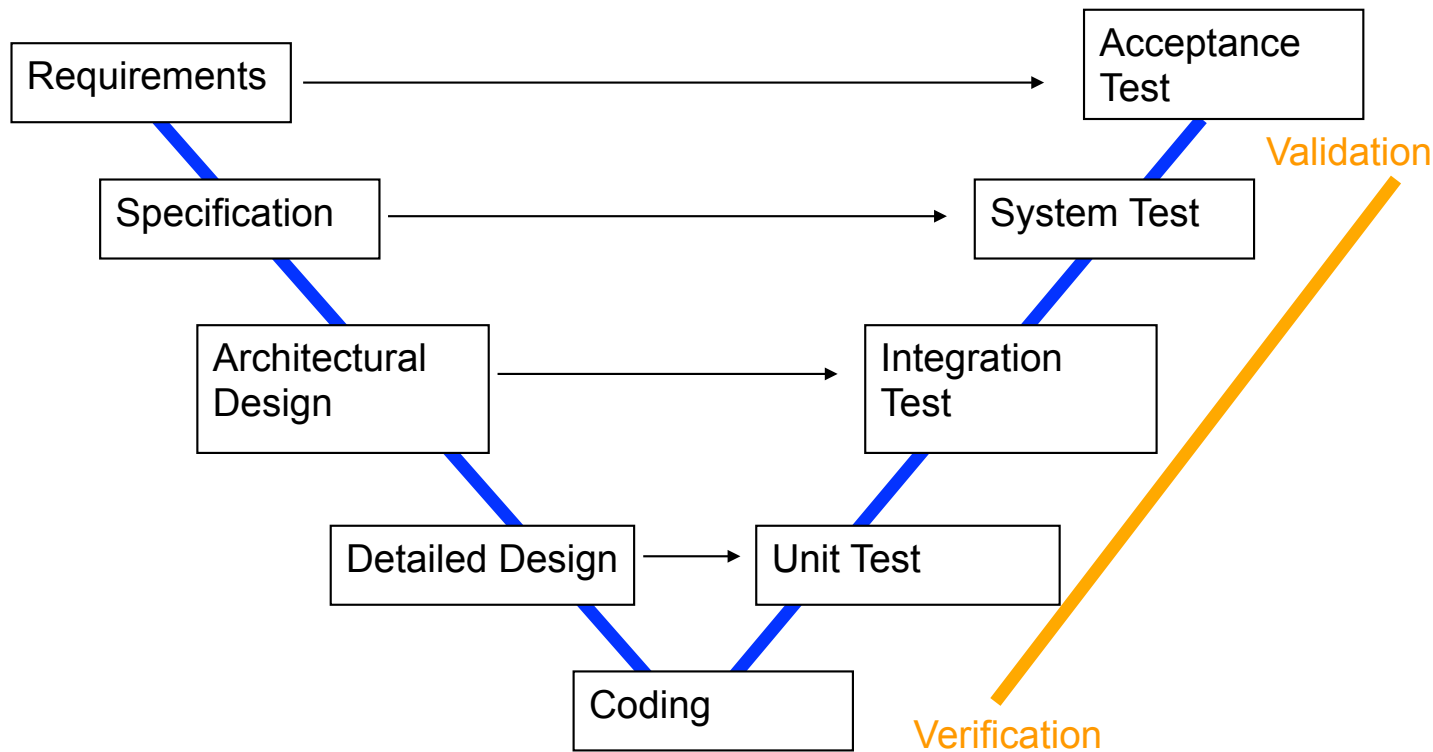 Requirements
Acceptance
Test
Validation
Specification
System Test
Architectural
Design
Integration
Test
Detailed Design
Unit Test
Coding
Verification